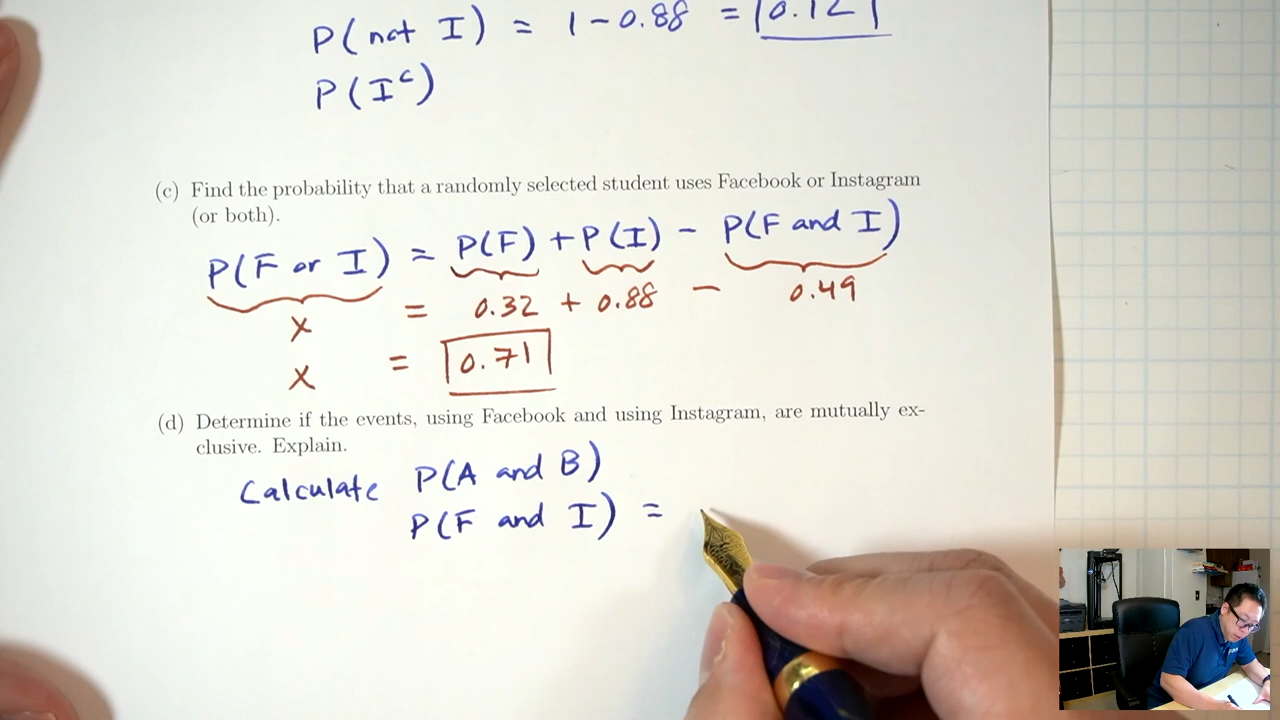 P(not I) = 1 - 0.88 = 0.12
P(Iᶜ)
(c) Find the probability that a randomly selected student uses Facebook or Instagram
(or both).
P(F or I) = P(F) + P(I) - P(F and I)
x = 0.32 + 0.88 - 0.49
x = 0.71
(d) Determine if the events, using Facebook and using Instagram, are mutually ex-
clusive. Explain.
Calculate P(A and B)
P(F and I) =